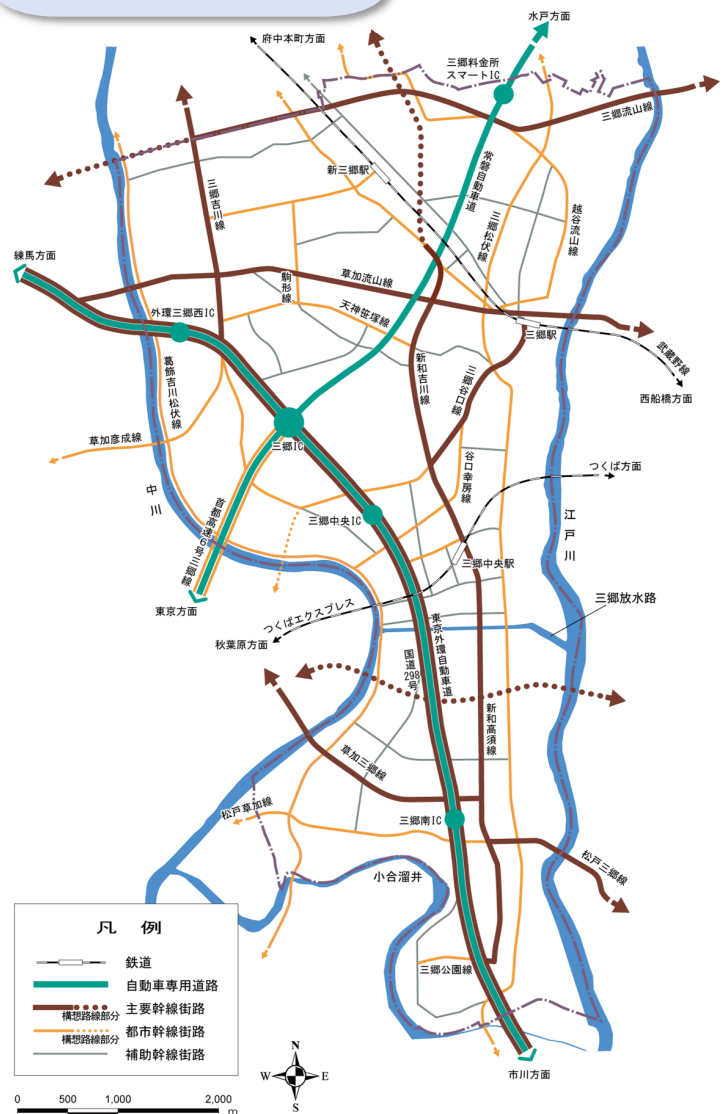 水戸方面
府中本町方面
三郷料金所
スマートIC
三郷流山線
常磐自動車道
新三郷駅
三郷松伏線
越谷流山線
三郷吉川線
練馬方面
草加流山線
駒形線
外環三郷西IC
天神笹塚線
三郷駅
武蔵野線
新和吉川線
三郷谷口線
葛飾吉川松伏線
西船橋方面
草加彦成線
三郷IC
谷口幸房線
つくば方面
中川
首都高速6号三郷線
三郷中央IC
江戸川
三郷中央駅
三郷放水路
東京方面
つくばエクスプレス
秋葉原方面
東京外環自動車道
国道298号
新和高須線
草加三郷線
松戸草加線
三郷南IC
松戸三郷線
小合溜井
三郷公園線
市川方面
凡 例
鉄道
自動車専用道路
主要幹線街路
構想路線部分
都市幹線街路
構想路線部分
補助幹線街路
N
W E
S
0 500 1,000 2,000
m